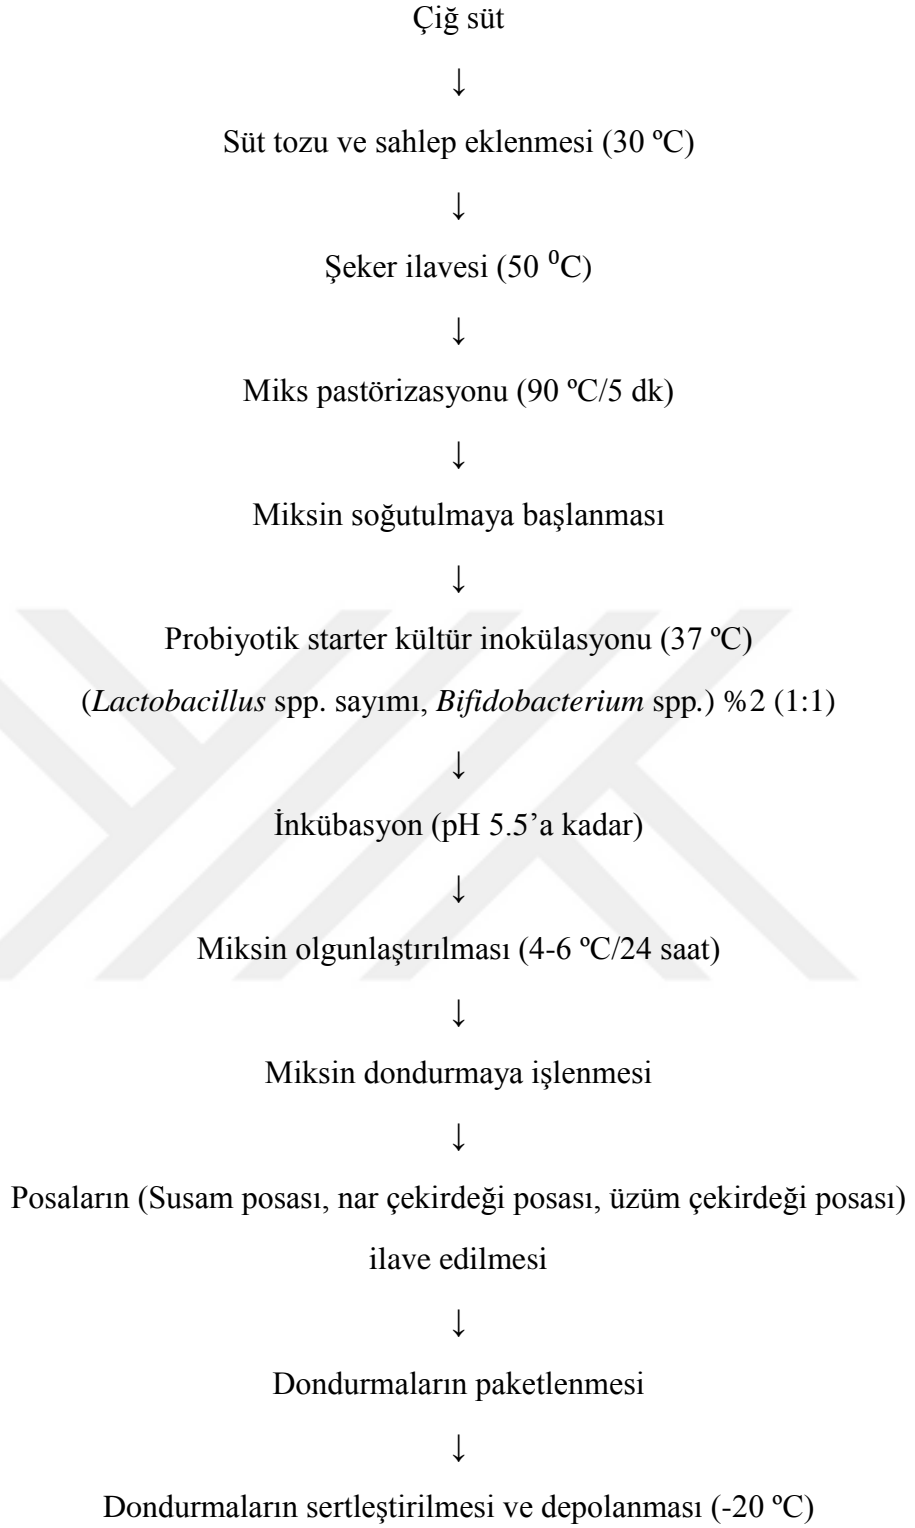 Çiğ süt
↓
Süt tozu ve sahlep eklenmesi (30 ºC)
↓
Şeker ilavesi (50 ⁰C)
↓
Miks pastörizasyonu (90 ºC/5 dk)
↓
Miksin soğutulmaya başlanması
↓
Probiyotik starter kültür inokülasyonu (37 ºC)
(Lactobacillus spp. sayımı, Bifidobacterium spp.) %2 (1:1)
↓
İnkübasyon (pH 5.5’a kadar)
↓
Miksin olgunlaştırılması (4-6 ºC/24 saat)
↓
Miksin dondurmaya işlenmesi
↓
Posaların (Susam posası, nar çekirdeği posası, üzüm çekirdeği posası)
ilave edilmesi
↓
Dondurmaların paketlenmesi
↓
Dondurmaların sertleştirilmesi ve depolanması (-20 ºC)